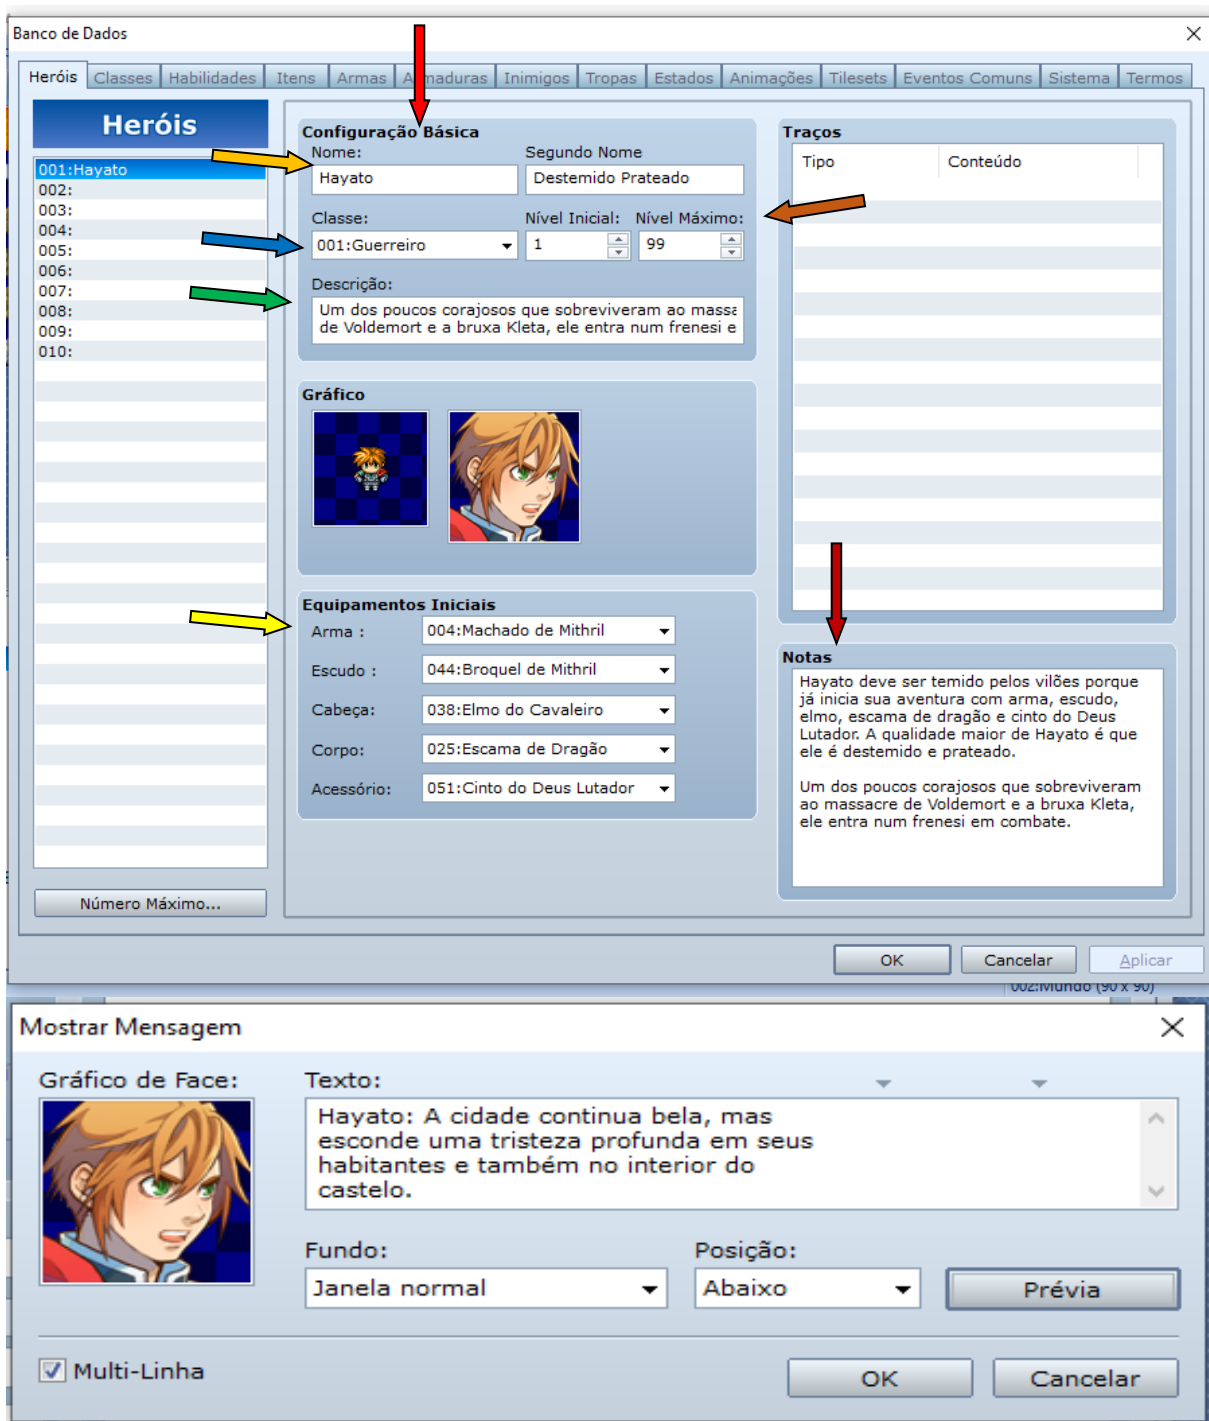 Banco de Dados
Heróis Classes Habilidades Itens Armas Armaduras Inimigos Tropas Estados Animações Tilesets Eventos Comuns Sistema Termos
Heróis
001:Hayato
002:
003:
004:
005:
006:
007:
008:
009:
010:
Número Máximo...
Configuração Básica
Nome: Segundo Nome
Hayato Destemido Prateado
Classe: Nível Inicial: Nível Máximo:
001:Guerreiro 1 99
Descrição:
Um dos poucos corajosos que sobreviveram ao massa
de Voldemort e a bruxa Kleta, ele entra num frenesi e
Gráfico
Equipamentos Iniciais
Arma : 004:Machado de Mithril
Escudo : 044:Broquel de Mithril
Cabeça: 038:Elmo do Cavaleiro
Corpo: 025:Escama de Dragão
Acessório: 051:Cinto do Deus Lutador
Traços
Tipo Conteúdo
Notas
Hayato deve ser temido pelos vilões porque
já inicia sua aventura com arma, escudo,
elmo, escama de dragão e cinto do Deus
Lutador. A qualidade maior de Hayato é que
ele é destemido e prateado.
Um dos poucos corajosos que sobreviveram
ao massacre de Voldemort e a bruxa Kleta,
ele entra num frenesi em combate.
OK Cancelar Aplicar
002:Mundo (90 x 90)
Mostrar Mensagem
Gráfico de Face: Texto:
Hayato: A cidade continua bela, mas
esconde uma tristeza profunda em seus
habitantes e também no interior do
castelo.
Fundo: Posição:
Janela normal Abaixo Prévia
Multi-Linha OK Cancelar